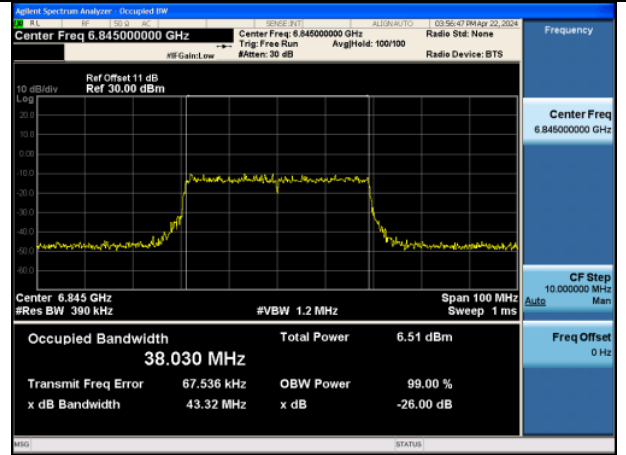 Agilent Spectrum Analyzer - Occupied BW
RL RF 50 Ω AC SENSE:INT ALIGNAUTO 03:56:47 PM Apr 22, 2024
Center Freq 6.845000000 GHz Center Freq: 6.845000000 GHz Radio Std: None Frequency
Trig: Free Run Avg|Hold: 100/100
#IFGain:Low #Atten: 30 dB Radio Device: BTS
Ref Offset 11 dB
10 dB/div Ref 30.00 dBm
Log
20.0
10.0
0.00
-10.0
-20.0
-30.0
-40.0
-50.0
-60.0
Center Freq
6.845000000 GHz
CF Step
10.000000 MHz
Auto Man
Center 6.845 GHz Span 100 MHz
#Res BW 390 kHz #VBW 1.2 MHz Sweep 1 ms
Occupied Bandwidth Total Power 6.51 dBm
38.030 MHz
Transmit Freq Error 67.536 kHz OBW Power 99.00 %
x dB Bandwidth 43.32 MHz x dB -26.00 dB
Freq Offset
0 Hz
MSG STATUS